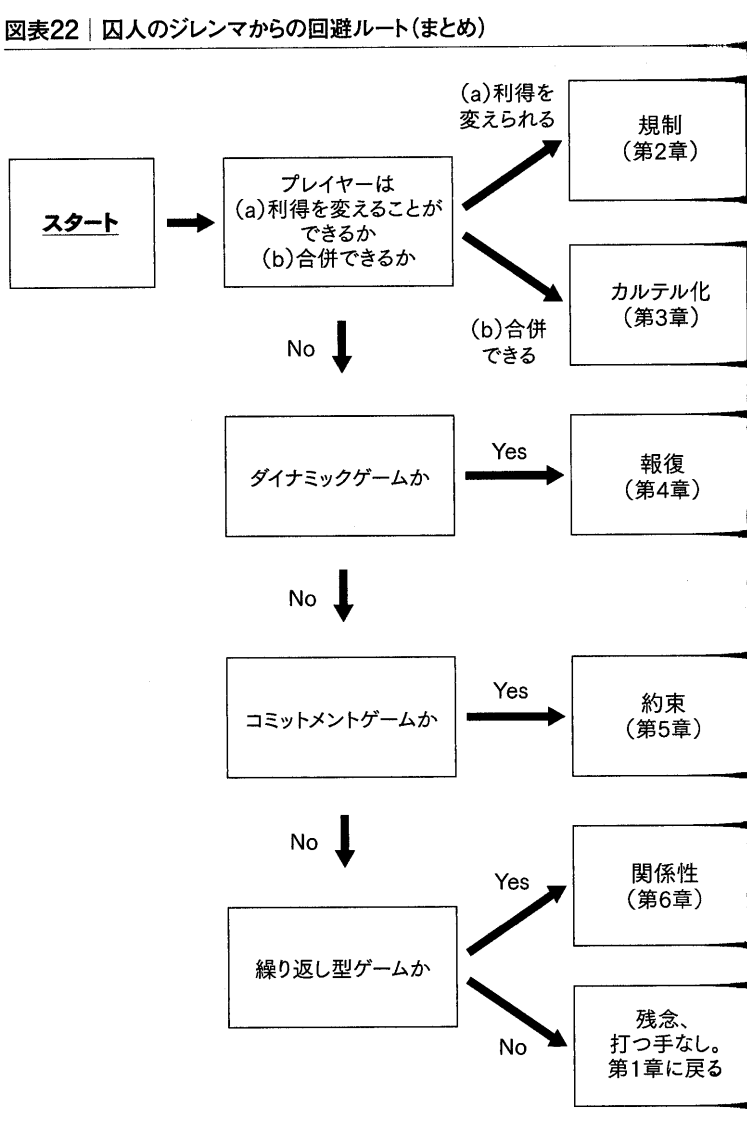 図表22｜囚人のジレンマからの回避ルート（まとめ）
スタート
プレイヤーは
（a）利得を変えることが
できるか
（b）合併できるか
（a）利得を
変えられる
規制
（第2章）
（b）合併
できる
カルテル化
（第3章）
No
ダイナミックゲームか
Yes
報復
（第4章）
No
コミットメントゲームか
Yes
約束
（第5章）
No
繰り返し型ゲームか
Yes
関係性
（第6章）
No
残念、
打つ手なし。
第1章に戻る